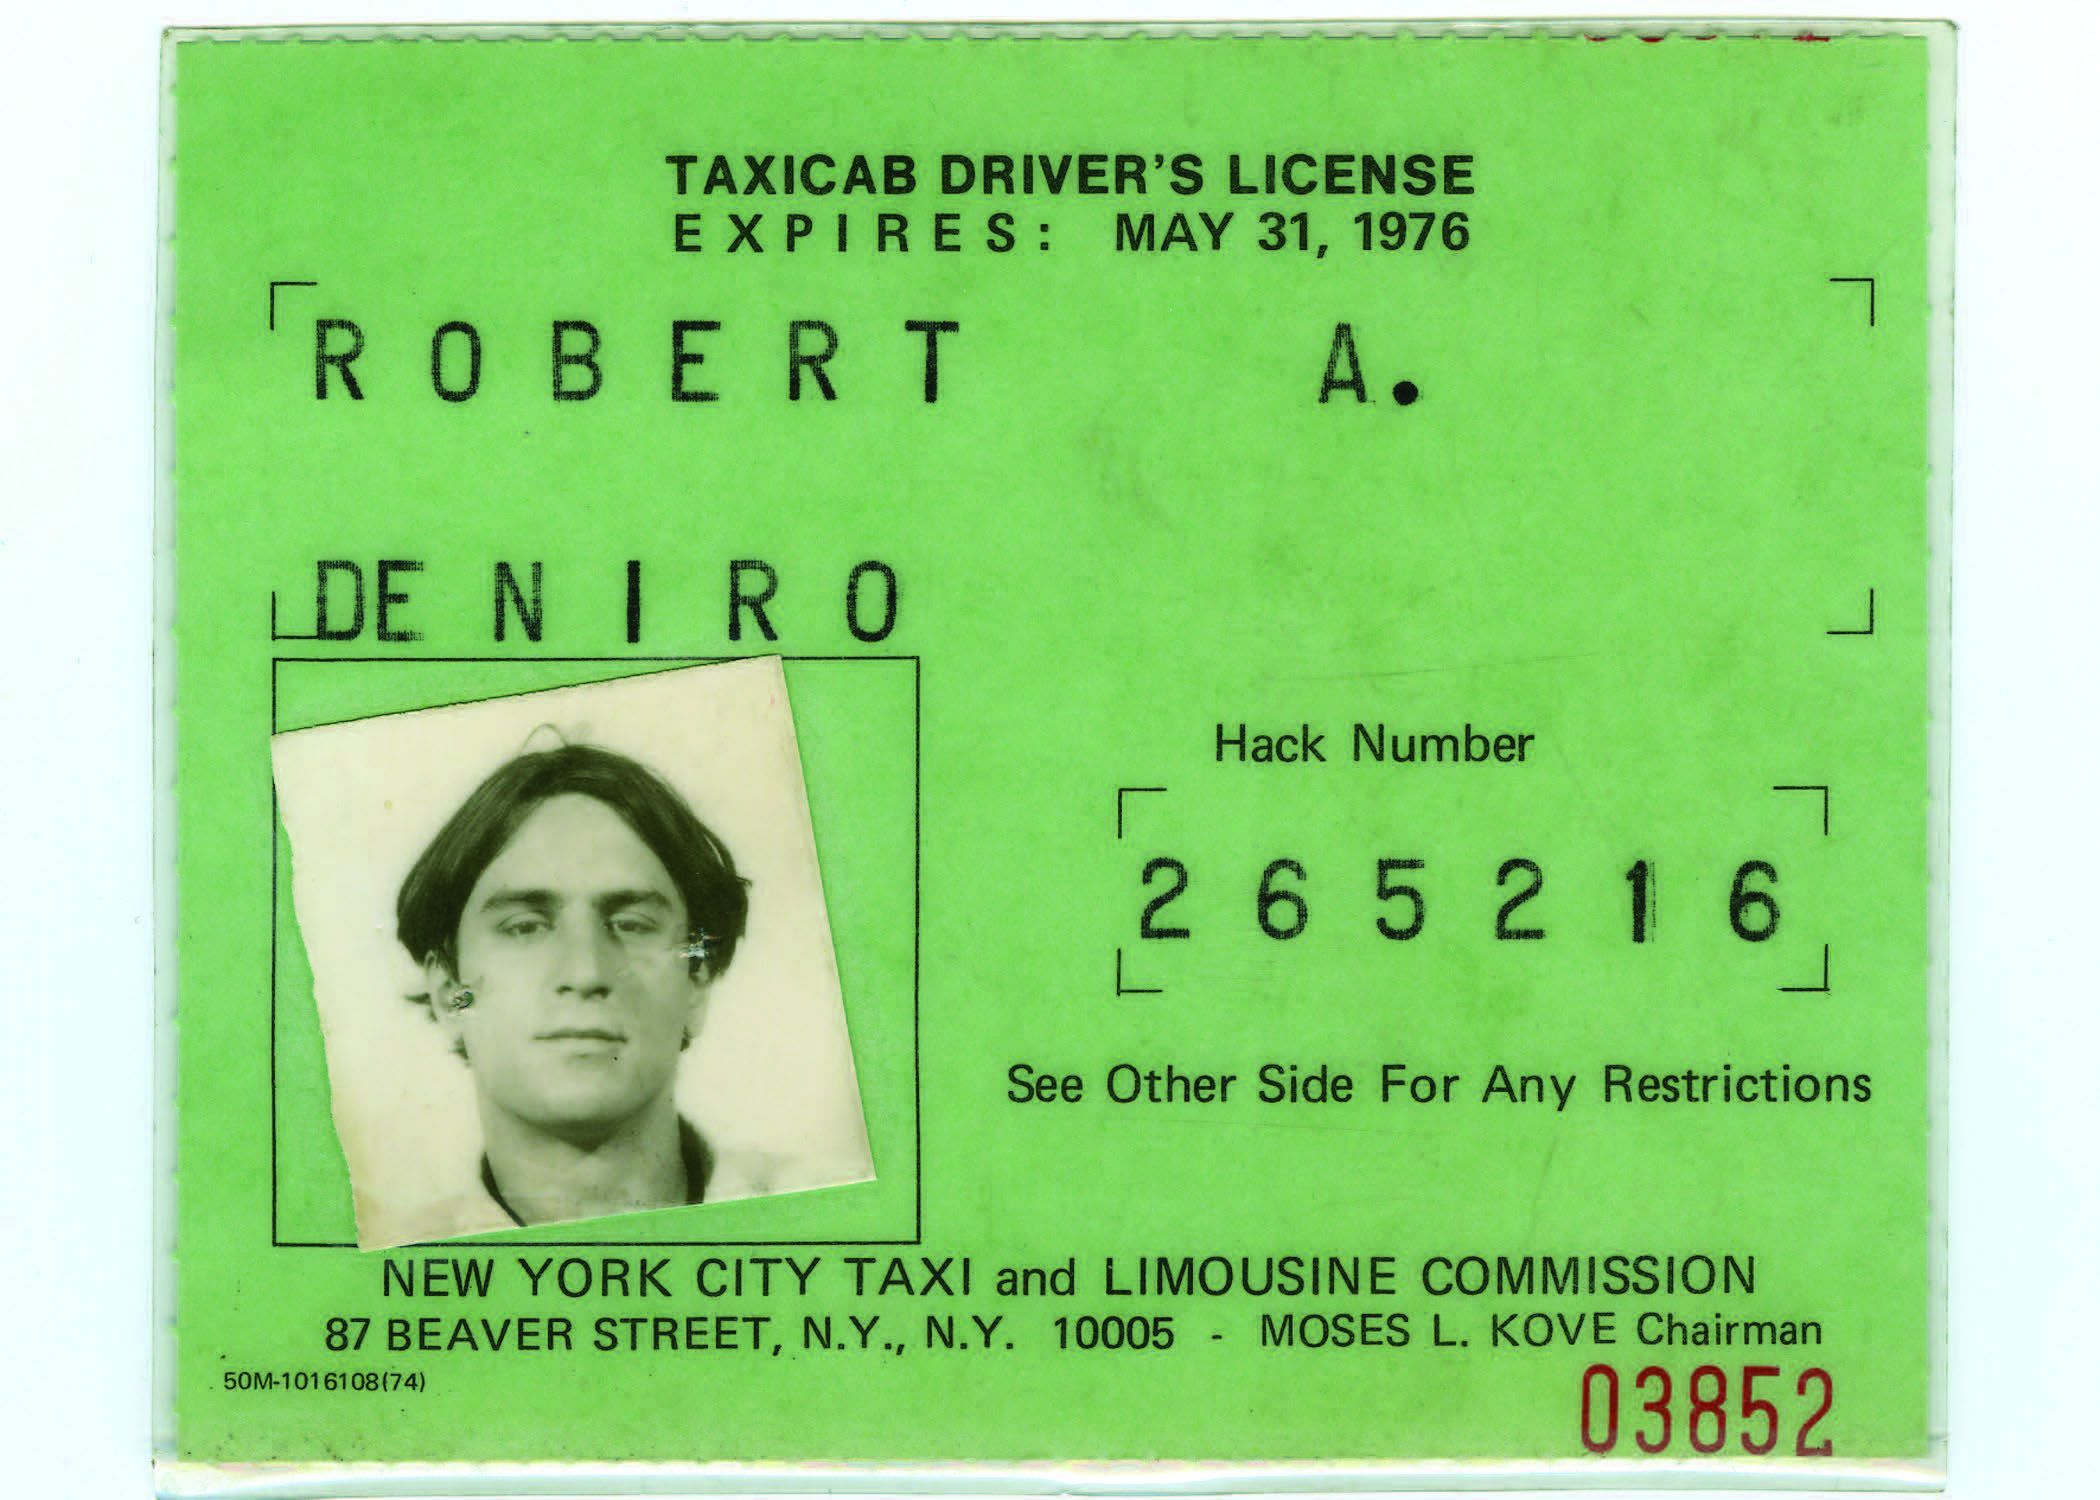 TAXICAB DRIVER'S LICENSE
EXPIRES: MAY 31, 1976
ROBERT A.
DE NIRO
Hack Number
265216
See Other Side For Any Restrictions
NEW YORK CITY TAXI and LIMOUSINE COMMISSION
87 BEAVER STREET, N.Y., N.Y. 10005 - MOSES L. KOVE Chairman
50M-1016108(74)
03852